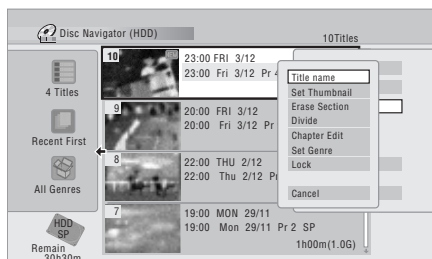 Disc Navigator (HDD)
10Titles
4 Titles
Recent First
All Genres
HDD
SP
Remain
30h30m
10
23:00 FRI 3/12
23:00 Fri 3/12 Pr 4
9
20:00 FRI 3/12
20:00 Fri 3/12 Pr
8
22:00 THU 2/12
22:00 Thu 2/12 Pr
7
19:00 MON 29/11
19:00 Mon 29/11 Pr 2 SP
1h00m(1.0G)
Title name
Set Thumbnail
Erase Section
Divide
Chapter Edit
Set Genre
Lock
Cancel